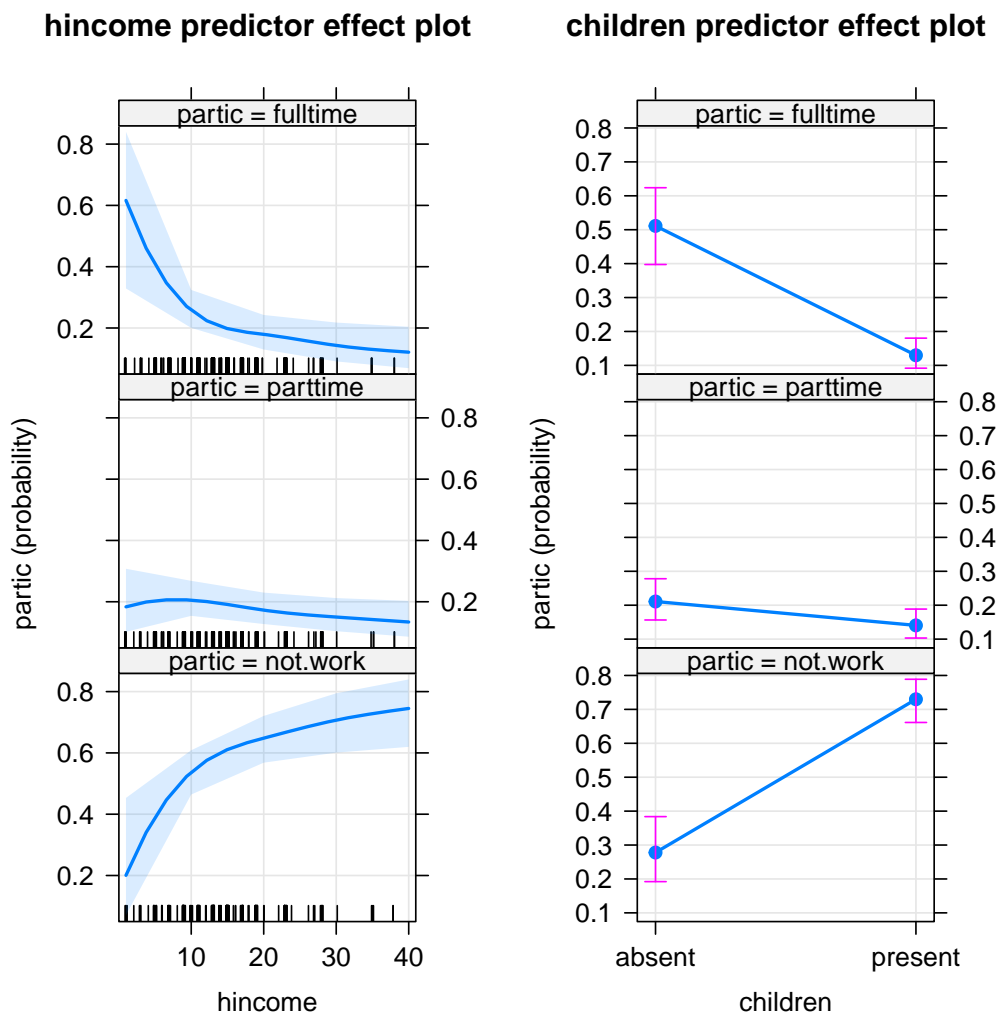 hincome predictor effect plot
partic = fulltime
0.8
0.6
0.4
0.2
partic = parttime
0.8
0.6
0.4
0.2
partic = not.work
0.8
0.6
0.4
0.2
10 20 30 40
hincome
partic (probability)
children predictor effect plot
partic = fulltime
0.8
0.7
0.6
0.5
0.4
0.3
0.2
0.1
partic = parttime
0.8
0.7
0.6
0.5
0.4
0.3
0.2
0.1
partic = not.work
0.8
0.7
0.6
0.5
0.4
0.3
0.2
0.1
absent present
children
partic (probability)